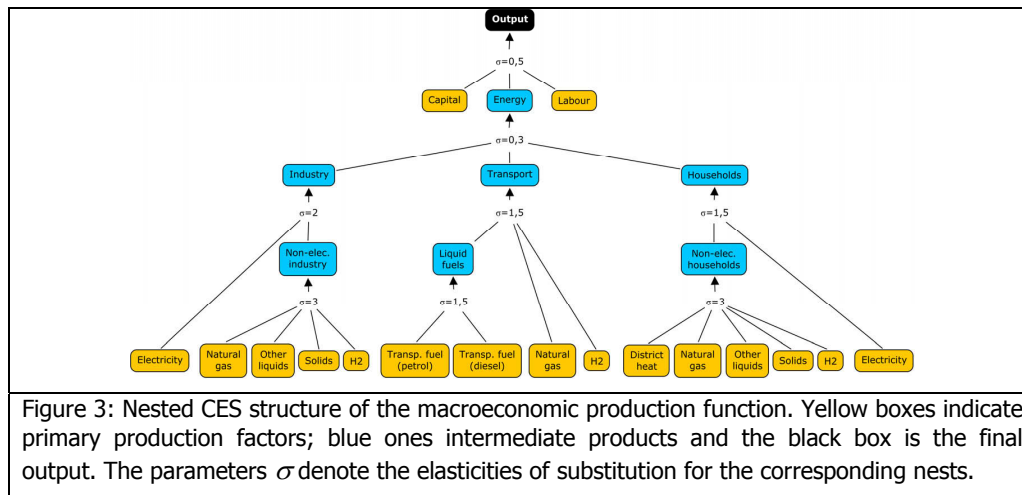 Output
σ=0,5
Capital
Energy
Labour
σ=0,3
Industry
Transport
Households
σ=2
σ=1,5
σ=1,5
Non-elec.
industry
Liquid
fuels
Non-elec.
households
σ=3
σ=1,5
σ=3
Electricity
Natural
gas
Other
liquids
Solids
H2
Transp. fuel
(petrol)
Transp. fuel
(diesel)
Natural
gas
H2
District
heat
Natural
gas
Other
liquids
Solids
H2
Electricity
Figure 3: Nested CES structure of the macroeconomic production function. Yellow boxes indicate
primary production factors; blue ones intermediate products and the black box is the final
output. The parameters σ denote the elasticities of substitution for the corresponding nests.